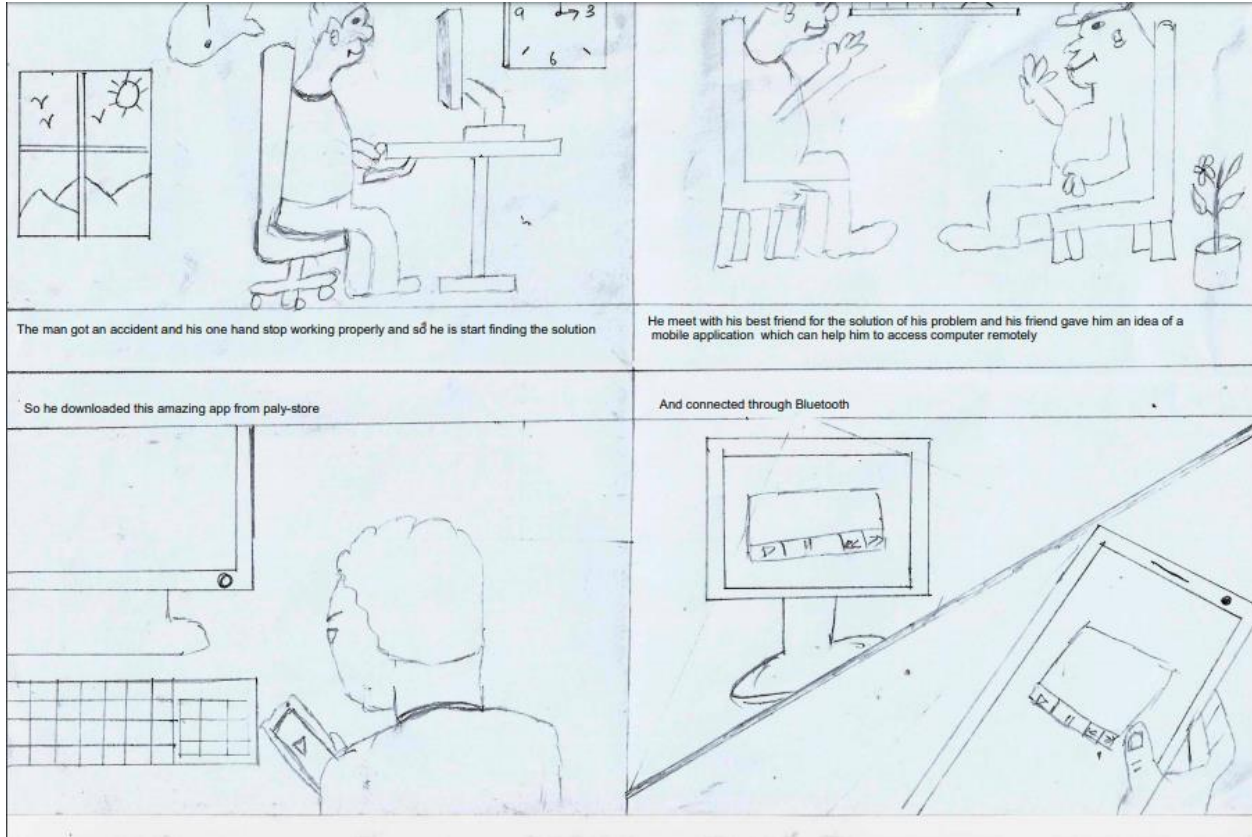 9 3
6
The man got an accident and his one hand stop working properly and so he is start finding the solution
He meet with his best friend for the solution of his problem and his friend gave him an idea of a
mobile application which can help him to access computer remotely
So he downloaded this amazing app from paly-store
And connected through Bluetooth